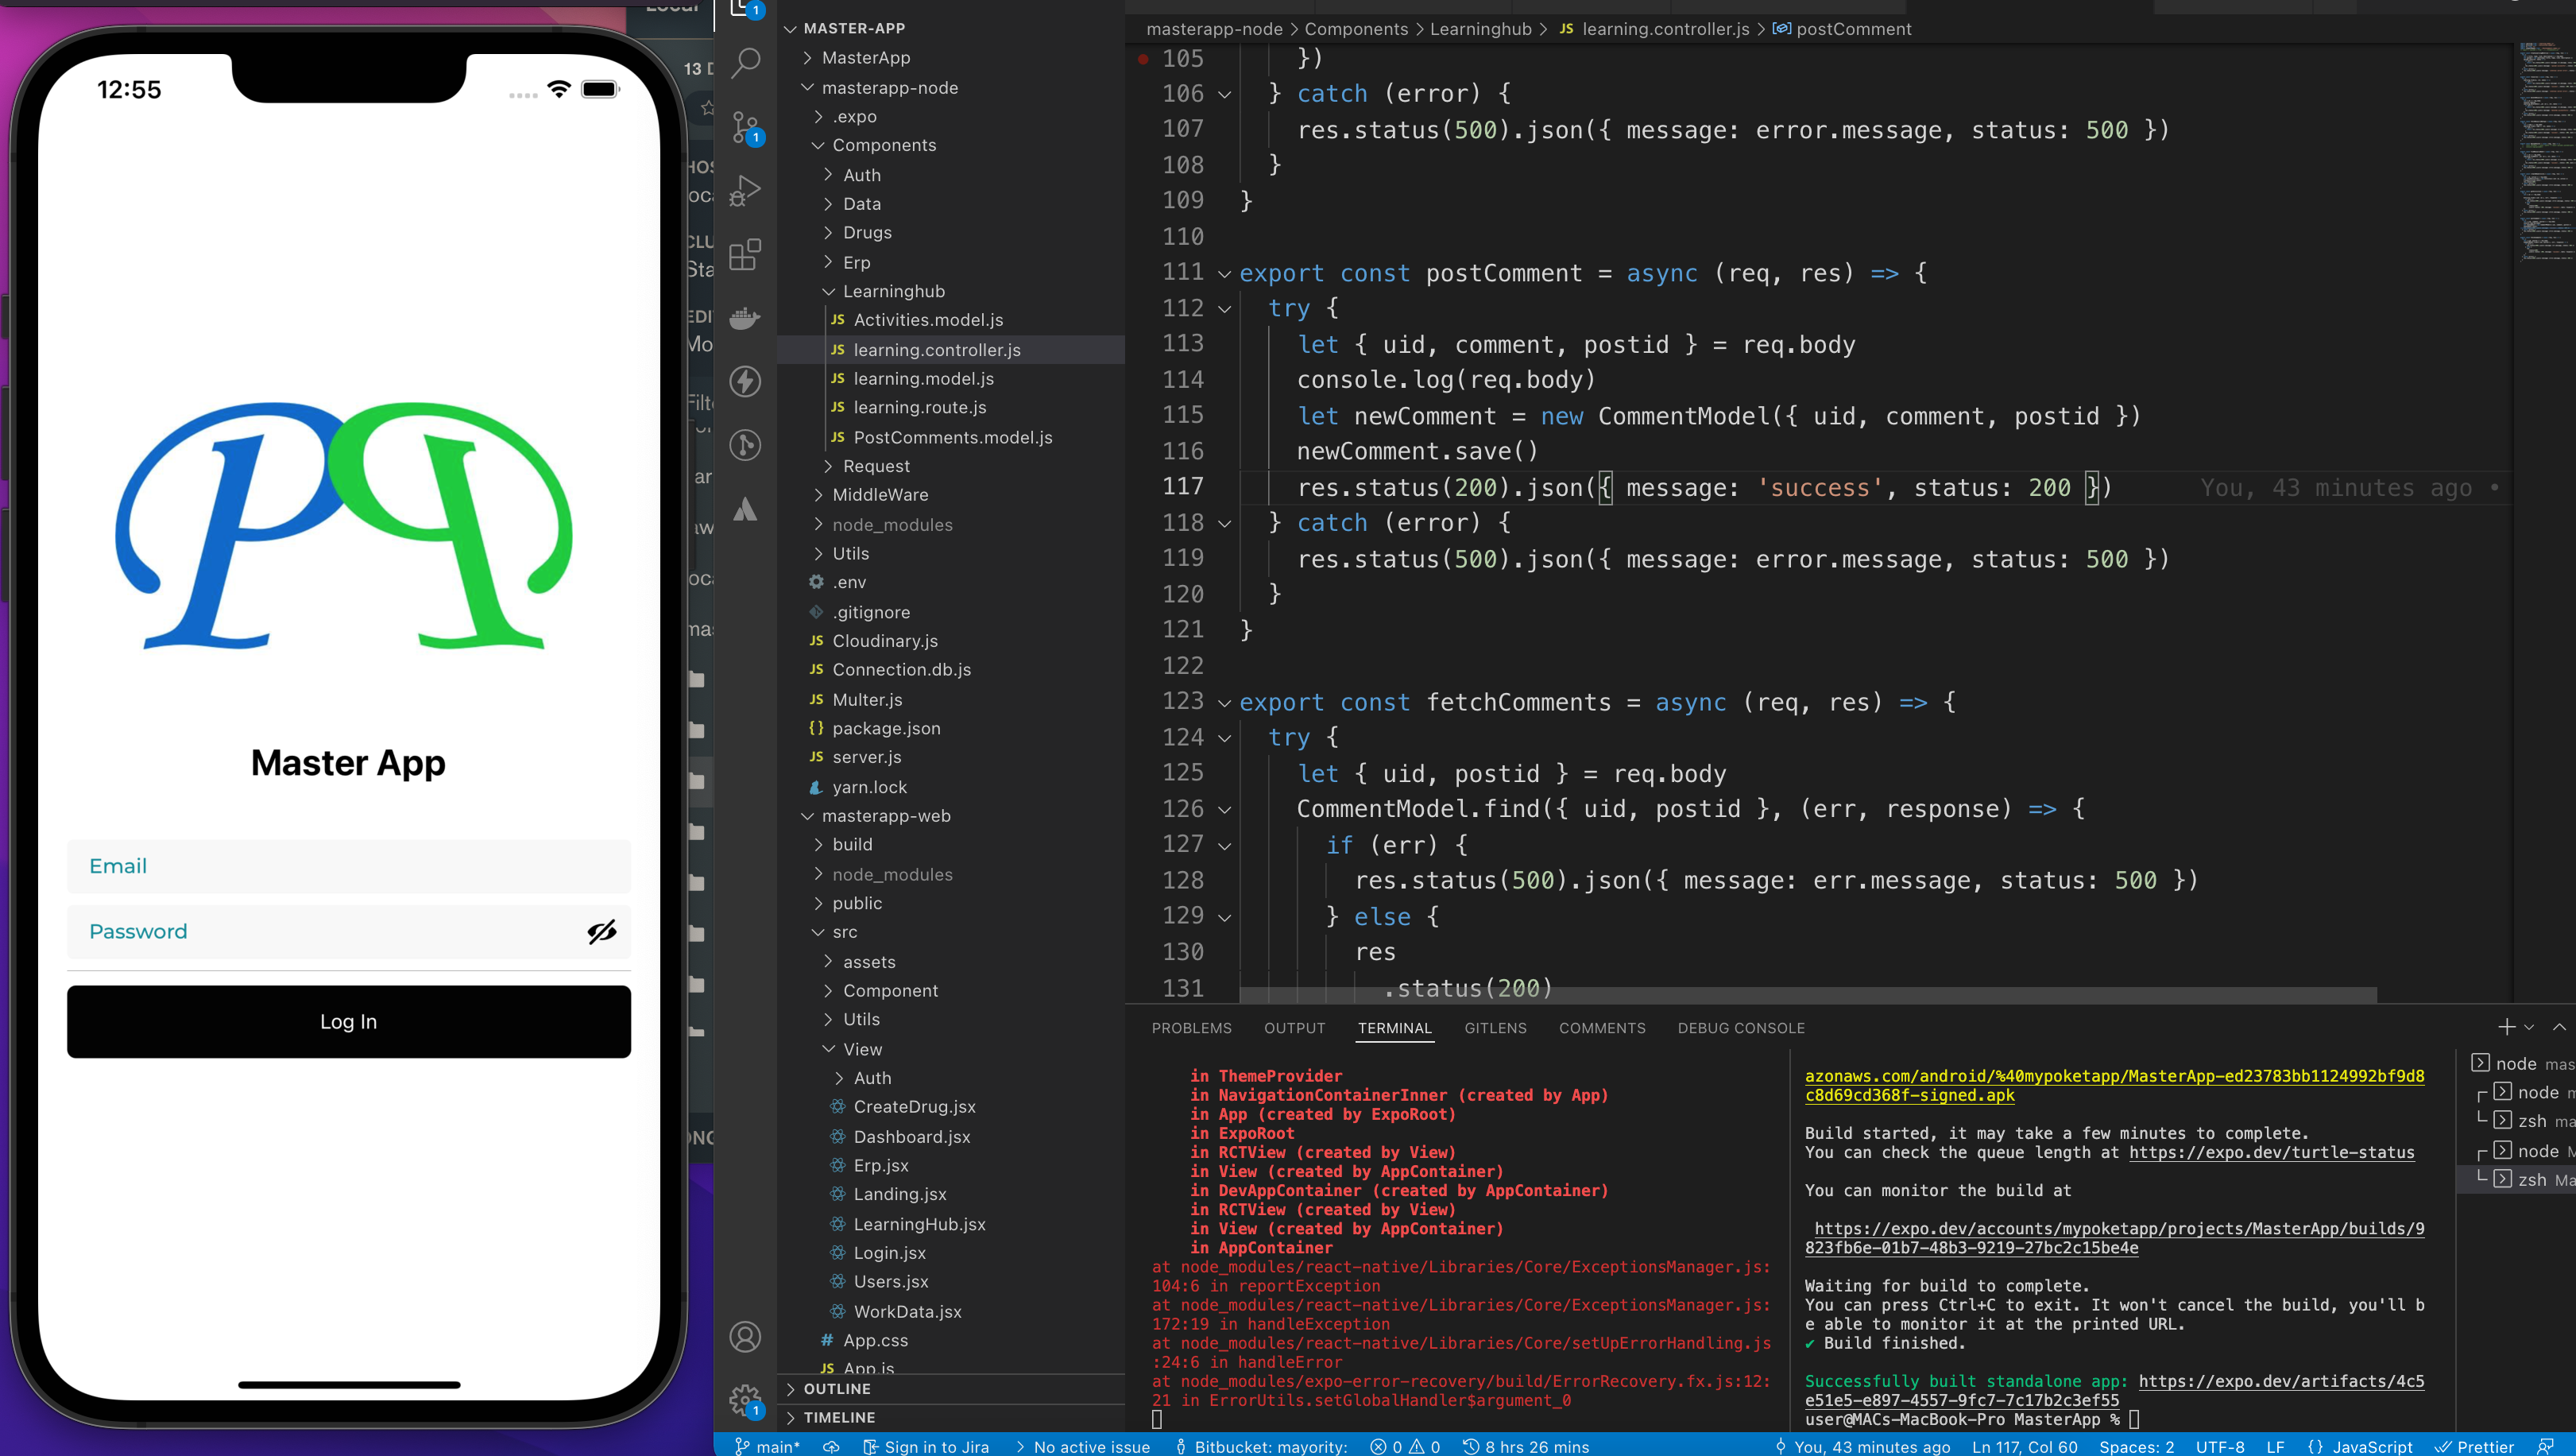 12:55
Master App
Email
Password
Log In
Local
MASTER-APP
MasterApp
masterapp-node
.expo
Components
Auth
Data
Drugs
Erp
Learninghub
JS Activities.model.js
JS learning.controller.js
JS learning.model.js
JS learning.route.js
JS PostComments.model.js
Request
MiddleWare
node_modules
Utils
.env
.gitignore
JS Cloudinary.js
JS Connection.db.js
JS Multer.js
{} package.json
JS server.js
yarn.lock
masterapp-web
build
node_modules
public
src
assets
Component
Utils
View
Auth
CreateDrug.jsx
Dashboard.jsx
Erp.jsx
Landing.jsx
LearningHub.jsx
Login.jsx
Users.jsx
WorkData.jsx
# App.css
JS App.js
OUTLINE
TIMELINE
masterapp-node > Components > Learninghub > JS learning.controller.js > postComment
105 })
106 } catch (error) {
107 res.status(500).json({ message: error.message, status: 500 })
108 }
109 }
110
111 export const postComment = async (req, res) => {
112 try {
113 let { uid, comment, postid } = req.body
114 console.log(req.body)
115 let newComment = new CommentModel({ uid, comment, postid })
116 newComment.save()
117 res.status(200).json({ message: 'success', status: 200 }) You, 43 minutes ago •
118 } catch (error) {
119 res.status(500).json({ message: error.message, status: 500 })
120 }
121 }
122
123 export const fetchComments = async (req, res) => {
124 try {
125 let { uid, postid } = req.body
126 CommentModel.find({ uid, postid }, (err, response) => {
127 if (err) {
128 res.status(500).json({ message: err.message, status: 500 })
129 } else {
130 res
131 .status(200)
PROBLEMS OUTPUT TERMINAL GITLENS COMMENTS DEBUG CONSOLE
in ThemeProvider
in NavigationContainerInner (created by App)
in App (created by ExpoRoot)
in ExpoRoot
in RCTView (created by View)
in View (created by AppContainer)
in DevAppContainer (created by AppContainer)
in RCTView (created by View)
in View (created by AppContainer)
in AppContainer
at node_modules/react-native/Libraries/Core/ExceptionsManager.js:
104:6 in reportException
at node_modules/react-native/Libraries/Core/ExceptionsManager.js:
172:19 in handleException
at node_modules/react-native/Libraries/Core/setUpErrorHandling.js
:24:6 in handleError
at node_modules/expo-error-recovery/build/ErrorRecovery.fx.js:12:
21 in ErrorUtils.setGlobalHandler$argument_0
azonaws.com/android/%40mypoketapp/MasterApp-ed23783bb1124992bf9d8
c8d69cd368f-signed.apk
Build started, it may take a few minutes to complete.
You can check the queue length at https://expo.dev/turtle-status
You can monitor the build at
https://expo.dev/accounts/mypoketapp/projects/MasterApp/builds/9
823fb6e-01b7-48b3-9219-27bc2c15be4e
Waiting for build to complete.
You can press Ctrl+C to exit. It won't cancel the build, you'll b
e able to monitor it at the printed URL.
✔ Build finished.
Successfully built standalone app: https://expo.dev/artifacts/4c5
e51e5-e897-4557-9fc7-7c17b2c3ef55
user@MACs-MacBook-Pro MasterApp %
node mas
node m
zsh ma
node M
zsh Ma
main* Sign in to Jira No active issue Bitbucket: mayority: 0 0 8 hrs 26 mins You, 43 minutes ago Ln 117, Col 60 Spaces: 2 UTF-8 LF {} JavaScript Prettier